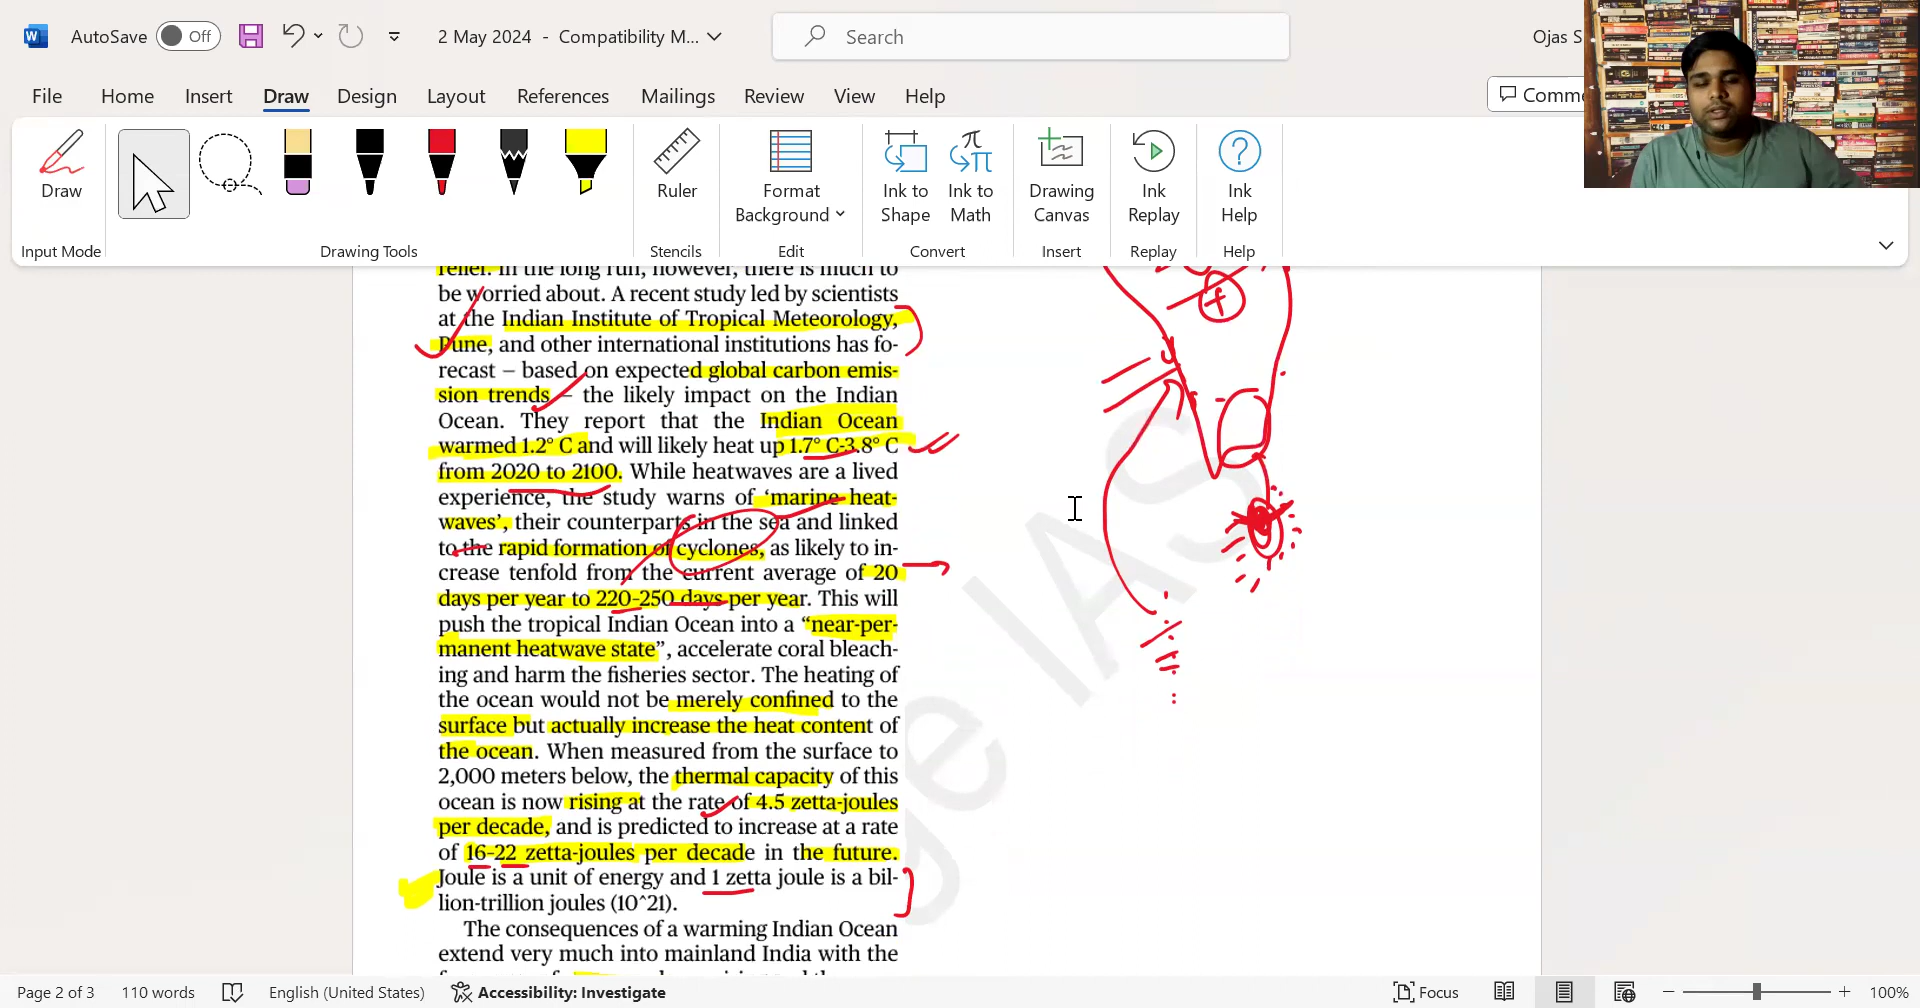 AutoSave Off 2 May 2024 - Compatibility M... Search Ojas S
File Home Insert Draw Design Layout References Mailings Review View Help Comme
Draw Ruler Format Background Ink to Shape Ink to Math Drawing Canvas Ink Replay Ink Help
Input Mode Drawing Tools Stencils Edit Convert Insert Replay Help
relief. In the long run, however, there is much to
be worried about. A recent study led by scientists
at the Indian Institute of Tropical Meteorology,
Pune, and other international institutions has fo-
recast – based on expected global carbon emis-
sion trends – the likely impact on the Indian
Ocean. They report that the Indian Ocean
warmed 1.2° C and will likely heat up 1.7° C-3.8° C
from 2020 to 2100. While heatwaves are a lived
experience, the study warns of ‘marine heat-
waves’, their counterparts in the sea and linked
to the rapid formation of cyclones, as likely to in-
crease tenfold from the current average of 20
days per year to 220-250 days per year. This will
push the tropical Indian Ocean into a “near-per-
manent heatwave state”, accelerate coral bleach-
ing and harm the fisheries sector. The heating of
the ocean would not be merely confined to the
surface but actually increase the heat content of
the ocean. When measured from the surface to
2,000 meters below, the thermal capacity of this
ocean is now rising at the rate of 4.5 zetta-joules
per decade, and is predicted to increase at a rate
of 16-22 zetta-joules per decade in the future.
Joule is a unit of energy and 1 zetta joule is a bil-
lion-trillion joules (10^21).
The consequences of a warming Indian Ocean
extend very much into mainland India with the
ge IAS
Page 2 of 3 110 words English (United States) Accessibility: Investigate Focus 100%